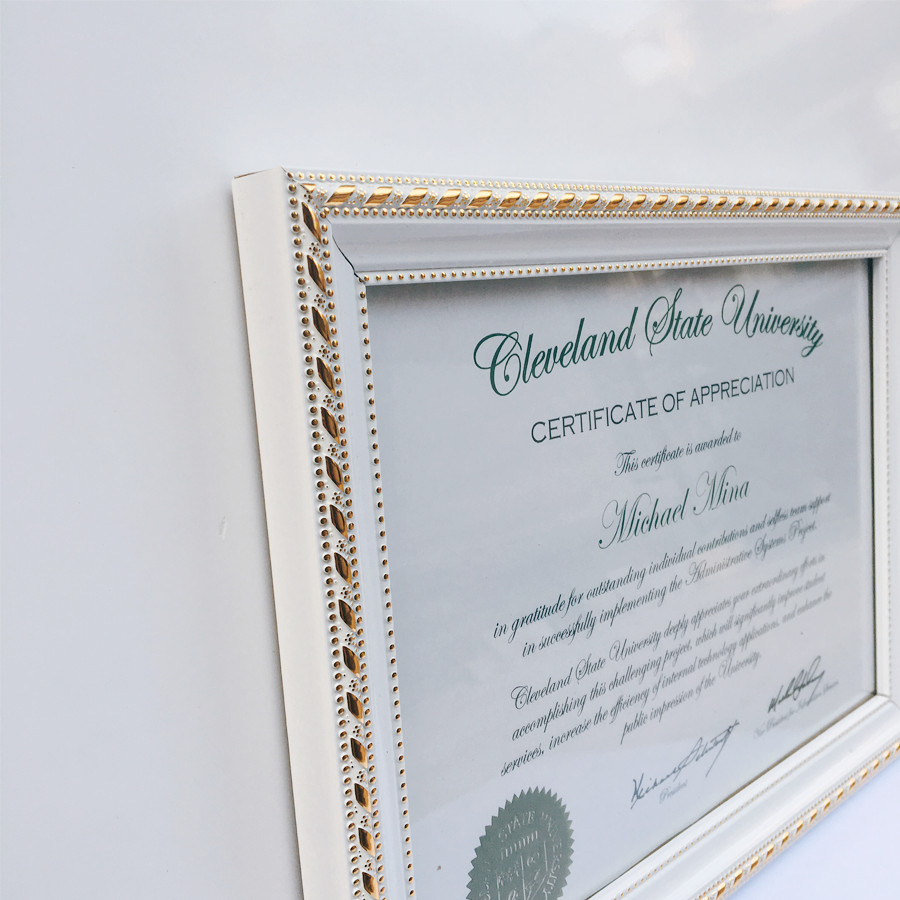 Cleveland State University
CERTIFICATE OF APPRECIATION
This certificate is awarded to
Michael Mina
in gratitude for outstanding individual contributions and selfless team support
in successfully implementing the Administrative Systems Project.
Cleveland State University deeply appreciates your extraordinary efforts in
accomplishing this challenging project, which will significantly improve student
services, increase the efficiency of internal technology applications, and enhance the
public impression of the University.
President
STATE